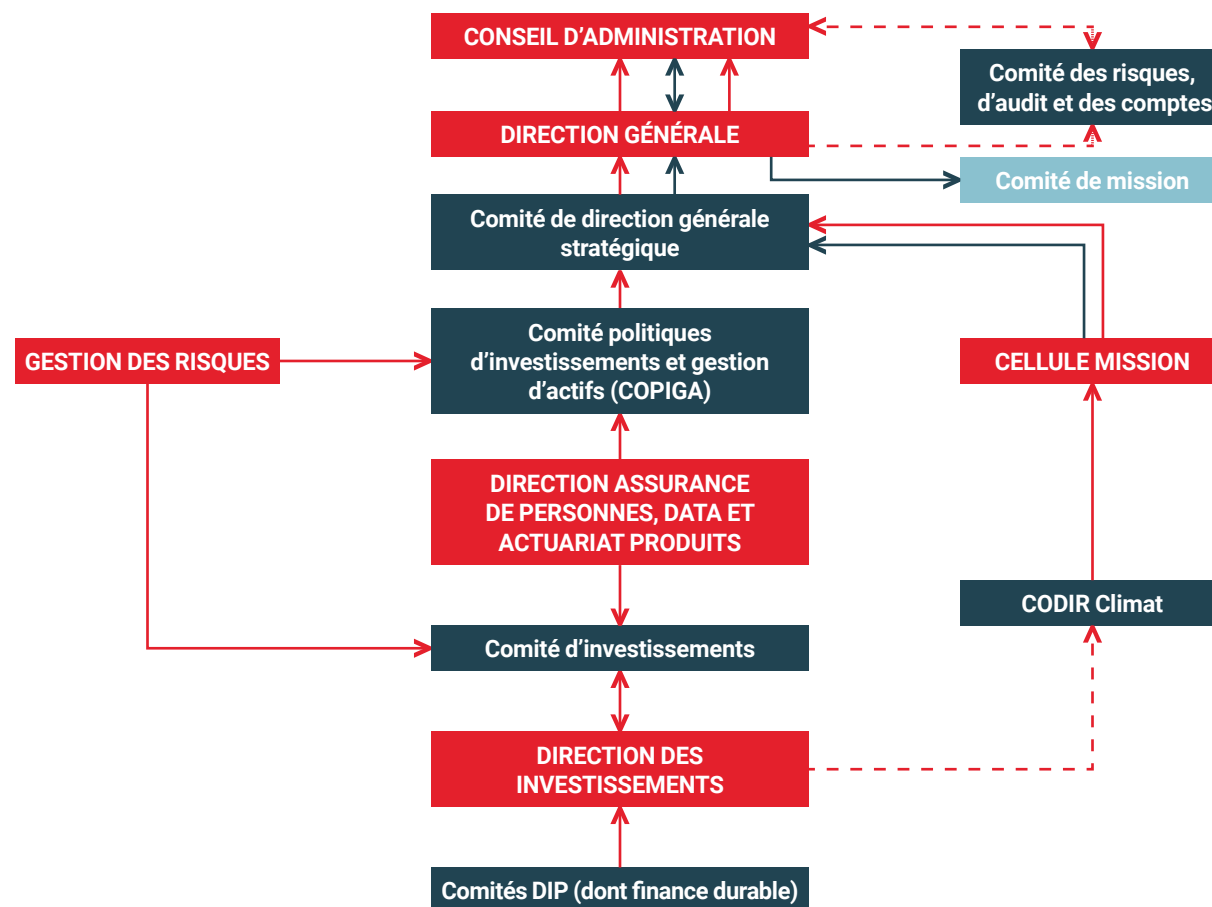 CONSEIL D’ADMINISTRATION
Comité des risques,
d’audit et des comptes
DIRECTION GÉNÉRALE
Comité de mission
Comité de direction générale
stratégique
Comité politiques
d’investissements et gestion
d’actifs (COPIGA)
GESTION DES RISQUES
CELLULE MISSION
DIRECTION ASSURANCE
DE PERSONNES, DATA ET
ACTUARIAT PRODUITS
CODIR Climat
Comité d’investissements
DIRECTION DES
INVESTISSEMENTS
Comités DIP (dont finance durable)